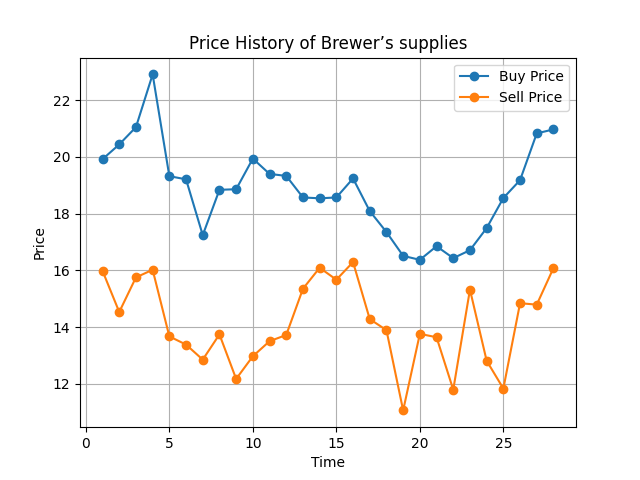 Price History of Brewer’s supplies
Buy Price
Sell Price
Price
22
20
18
16
14
12
0 5 10 15 20 25
Time